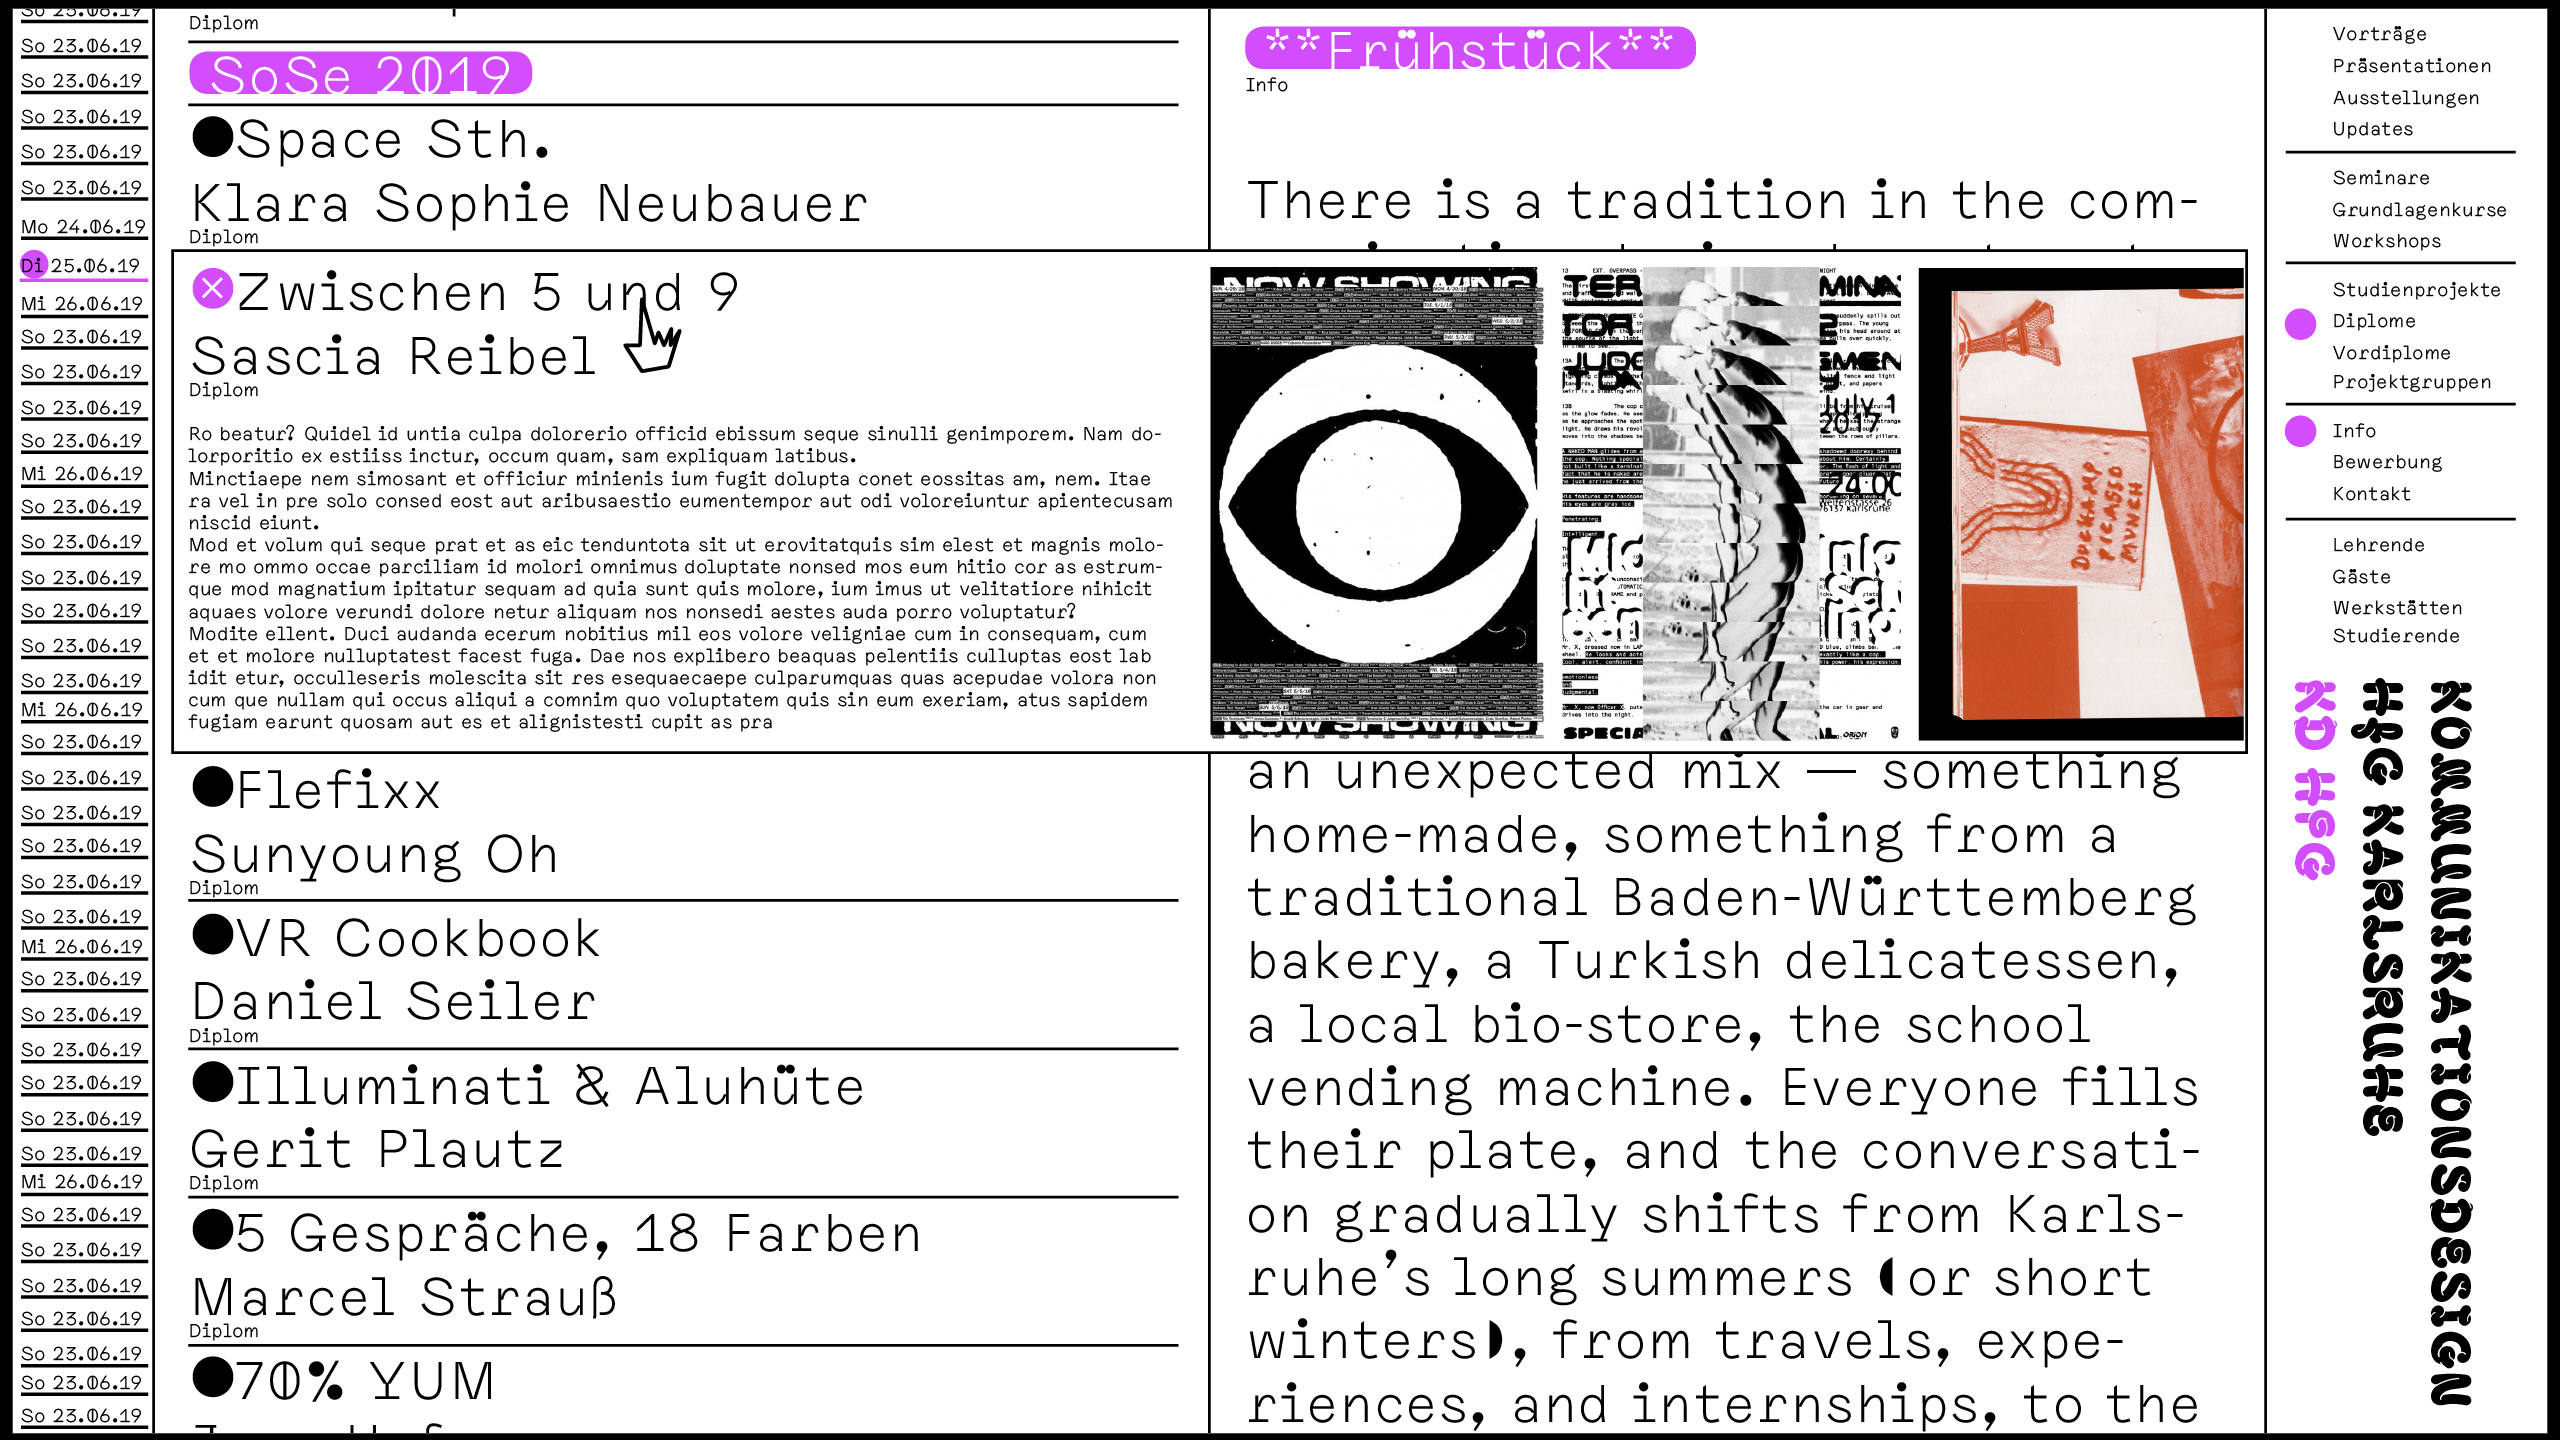 So 23.06.19
So 23.06.19
So 23.06.19
So 23.06.19
So 23.06.19
Mo 24.06.19
Di 25.06.19
Mi 26.06.19
So 23.06.19
So 23.06.19
So 23.06.19
So 23.06.19
Mi 26.06.19
So 23.06.19
So 23.06.19
So 23.06.19
So 23.06.19
So 23.06.19
So 23.06.19
Mi 26.06.19
So 23.06.19
So 23.06.19
So 23.06.19
So 23.06.19
So 23.06.19
So 23.06.19
Mi 26.06.19
So 23.06.19
So 23.06.19
So 23.06.19
So 23.06.19
So 23.06.19
So 23.06.19
Mi 26.06.19
So 23.06.19
So 23.06.19
So 23.06.19
So 23.06.19
So 23.06.19
So 23.06.19
So 23.06.19
Diplom
SoSe 2019
Space Sth.
Klara Sophie Neubauer
Diplom
Zwischen 5 und 9
Sascia Reibel
Diplom
Ro beatur? Quidel id untia culpa dolorerio officid ebissum seque sinulli genimporem. Nam do-
lorporitio ex estiiss inctur, occum quam, sam expliquam latibus.
Minctiaepe nem simosant et officiur minienis ium fugit dolupta conet eossitas am, nem. Itae
ra vel in pre solo consed eost aut aribusaestio eumentempor aut odi voloreiuntur apientecusam
niscid eiunt.
Mod et volum qui seque prat et as eic tenduntota sit ut erovitatquis sim elest et magnis molo-
re mo ommo occae parciliam id molori omnimus doluptate nonsed mos eum hitio cor as estrum-
que mod magnatium ipitatur sequam ad quia sunt quis molore, ium imus ut velitatiore nihicit
aquaes volore verundi dolore netur aliquam nos nonsedi aestes auda porro voluptatur?
Modite ellent. Duci audanda ecerum nobitius mil eos volore veligniae cum in consequam, cum
et et molore nulluptatest facest fuga. Dae nos explibero beaquas pelentiis culluptas eost lab
idit etur, occulleseris molescita sit res esequaecaepe culparumquas quas acepudae volora non
cum que nullam qui occus aliqui a comnim quo voluptatem quis sin eum exeriam, atus sapidem
fugiam earunt quosam aut es et alignistesti cupit as pra
NOW SHOWING
NOW SHOWING
July 1
2015
24:00
76137 Karlsruhe
SPECIA
ORION
DUCHAMP
PICASSO
MUNCH
Flefixx
Sunyoung Oh
Diplom
VR Cookbook
Daniel Seiler
Diplom
Illuminati & Aluhüte
Gerit Plautz
Diplom
5 Gespräche, 18 Farben
Marcel Strauß
Diplom
70% YUM
**Frühstück**
Info
There is a tradition in the com-
an unexpected mix — something
home-made, something from a
traditional Baden-Württemberg
bakery, a Turkish delicatessen,
a local bio-store, the school
vending machine. Everyone fills
their plate, and the conversati-
on gradually shifts from Karls-
ruhe’s long summers (or short
winters), from travels, expe-
riences, and internships, to the
Vorträge
Präsentationen
Ausstellungen
Updates
Seminare
Grundlagenkurse
Workshops
Studienprojekte
Diplome
Vordiplome
Projektgruppen
Info
Bewerbung
Kontakt
Lehrende
Gäste
Werkstätten
Studierende
KOMMUNIKATIONSDESIGN
HFG KARLSRUHE
KD HFG